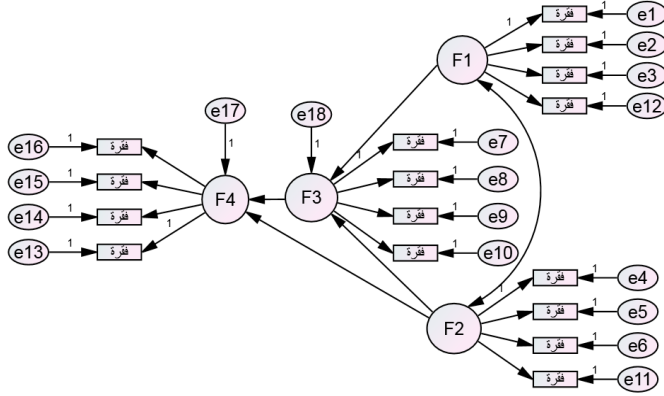 1 فقرة 1 e1
فقرة 1 e2
F1
فقرة 1 e3
فقرة 1 e12
e17
e18
1
1
e16 1 فقرة
1 فقرة 1 e7
e15 1 فقرة
فقرة 1 e8
F4
F3
e14 1 فقرة
فقرة 1 e9
e13 1 فقرة 1
فقرة 1 e10
1 فقرة 1 e4
فقرة 1 e5
F2
فقرة 1 e6
فقرة 1 e11